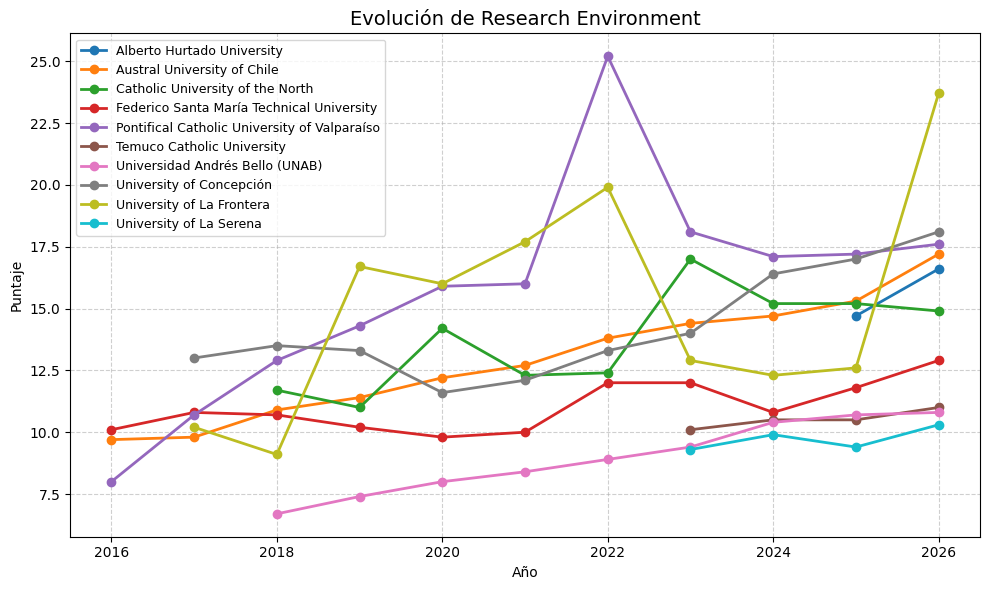 Evolución de Research Environment
Alberto Hurtado University
Austral University of Chile
Catholic University of the North
Federico Santa María Technical University
Pontifical Catholic University of Valparaíso
Temuco Catholic University
Universidad Andrés Bello (UNAB)
University of Concepción
University of La Frontera
University of La Serena
Puntaje
25.0
22.5
20.0
17.5
15.0
12.5
10.0
7.5
2016 2018 2020 2022 2024 2026
Año